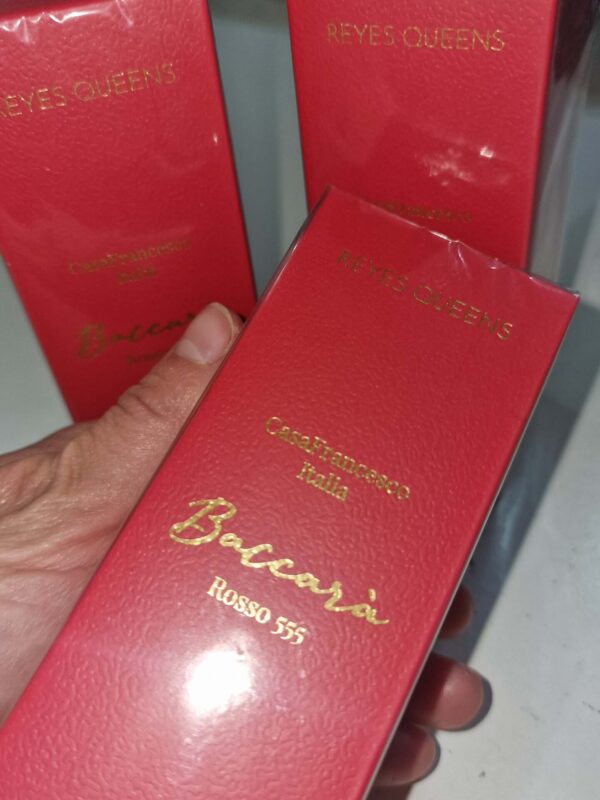 REYES QUEENS
CasaFrancesco
Italia
REYES QUEENS
REYES QUEENS
CasaFrancesco
Italia
Baccarà
Rosso 555